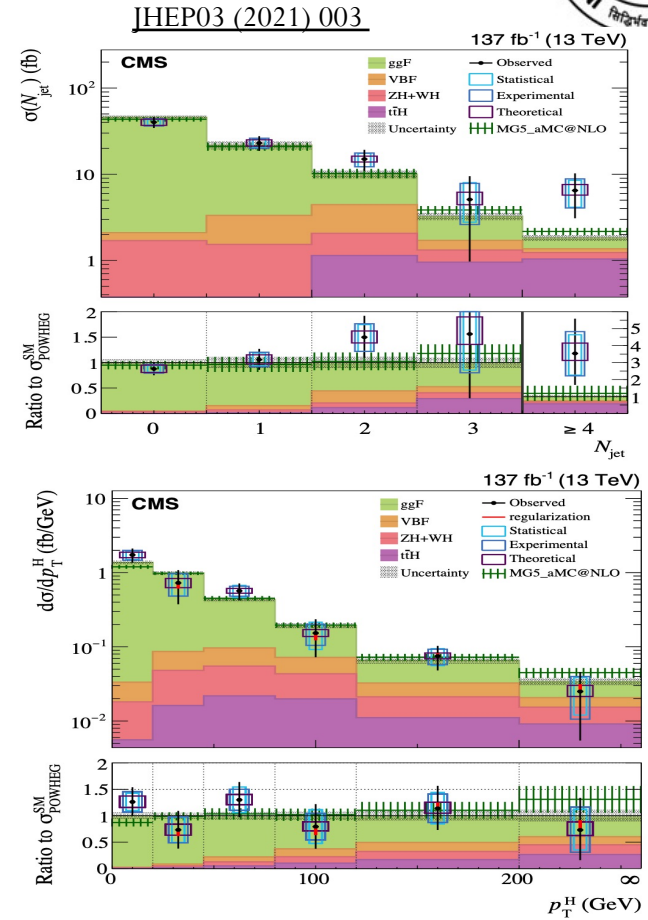 JHEP03 (2021) 003
137 fb⁻¹ (13 TeV)
CMS
ggF
VBF
ZH+WH
tt̄H
Uncertainty
Observed
Statistical
Experimental
Theoretical
MG5_aMC@NLO
σ(N_jet) (fb)
10²
10
1
Ratio to σ^SM_POWHEG
2
1.5
1
0.5
0
5
4
3
2
1
0 1 2 3 ≥ 4
N_jet
137 fb⁻¹ (13 TeV)
CMS
ggF
VBF
ZH+WH
tt̄H
Uncertainty
Observed
regularization
Statistical
Experimental
Theoretical
MG5_aMC@NLO
dσ/dp_T^H (fb/GeV)
10
1
10⁻¹
10⁻²
Ratio to σ^SM_POWHEG
2
1.5
1
0.5
0
0 100 200 ∞
p_T^H (GeV)